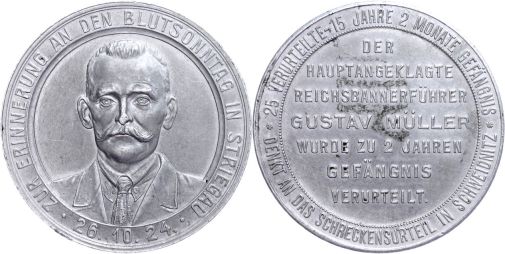 ZUR ERINNERUNG AN DEN BLUTSONNTAG IN STRIEGAU
· 26.10.24. ·
· 25 VERURTEILTE - 15 JAHRE 2 MONATE GEFÄNGNIS ·
DENKT AN DAS SCHRECKENSURTEIL IN SCHWEIDNITZ
DER
HAUPTANGEKLAGTE
REICHSBANNERFÜHRER
GUSTAV MÜLLER
WURDE ZU 2 JAHREN
GEFÄNGNIS
VERURTEILT.